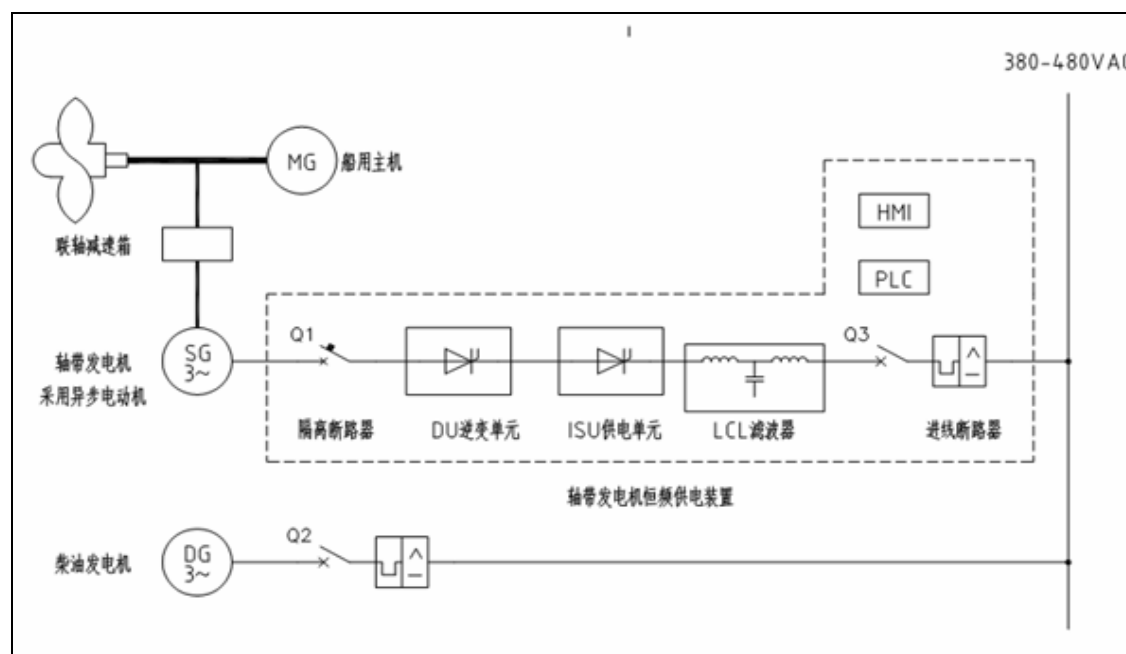 380-480VAC
MG
船用主机
HMI
联轴减速箱
PLC
Q1
Q3
SG
3~
轴带发电机
采用异步电动机
隔离断路器
DU逆变单元
ISU供电单元
LCL滤波器
进线断路器
轴带发电机恒频供电装置
Q2
DG
3~
柴油发电机